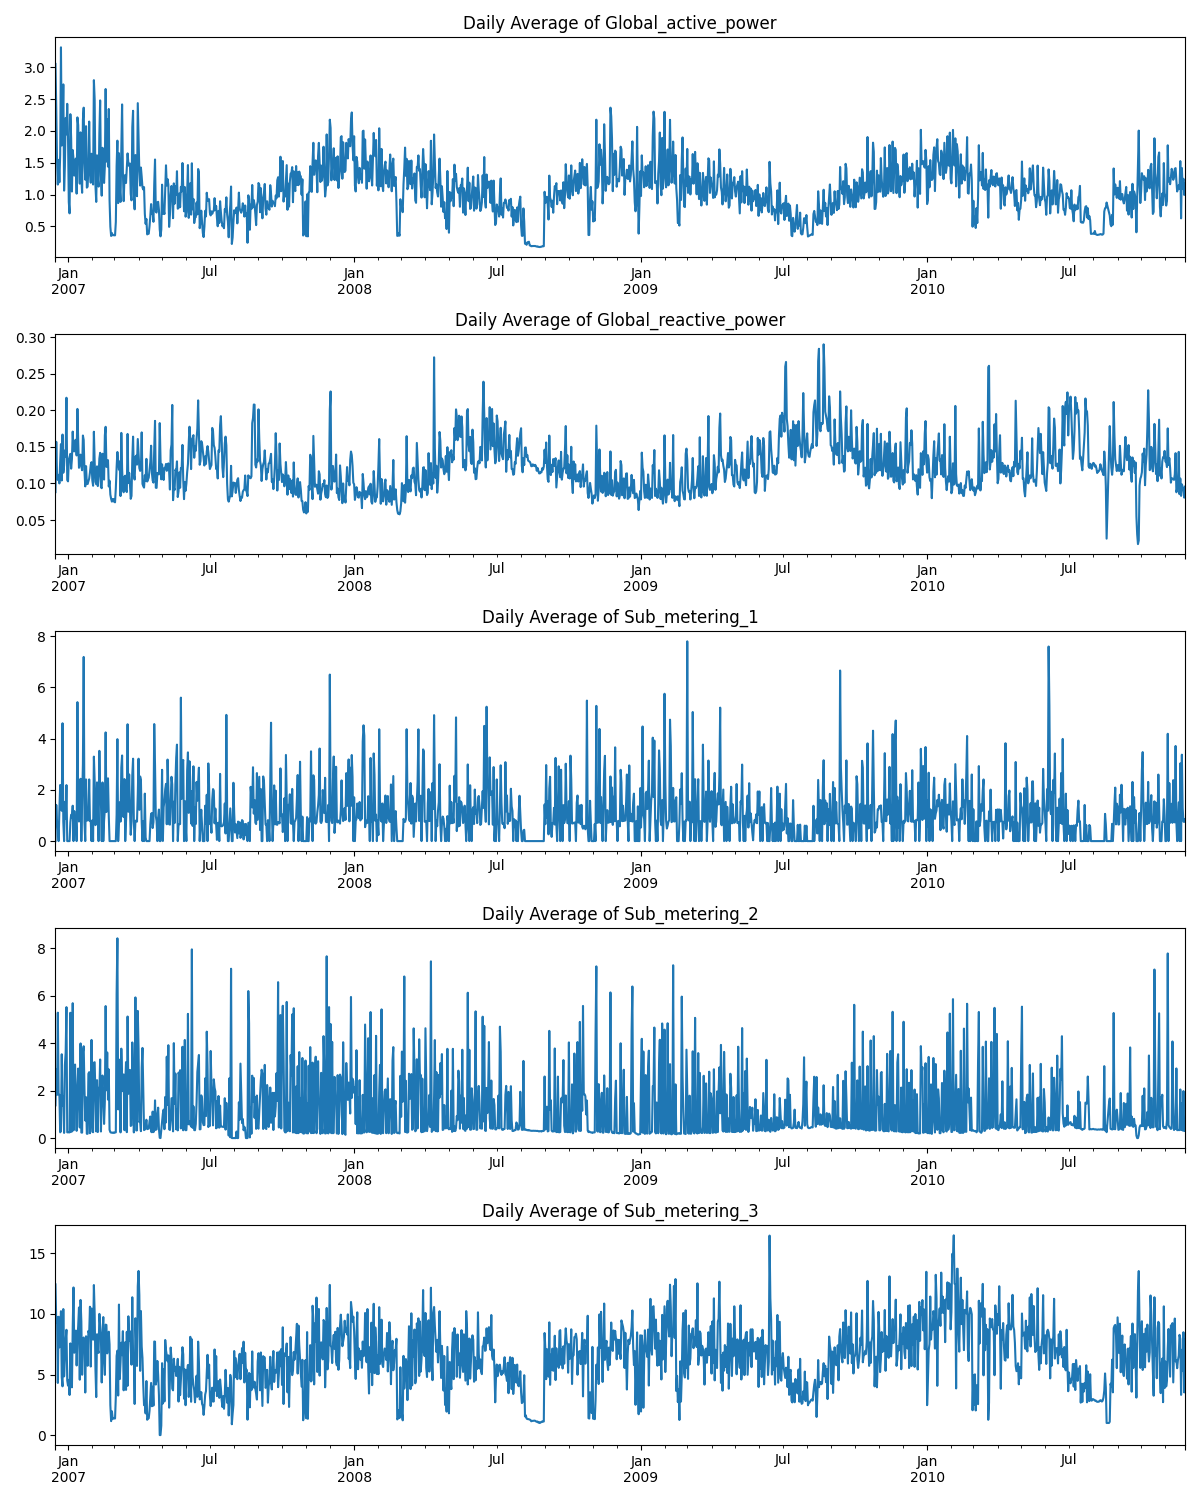 Daily Average of Global_active_power
3.0
2.5
2.0
1.5
1.0
0.5
Jan Jul Jan Jul Jan Jul Jan Jul
2007 2008 2009 2010
Daily Average of Global_reactive_power
0.30
0.25
0.20
0.15
0.10
0.05
Jan Jul Jan Jul Jan Jul Jan Jul
2007 2008 2009 2010
Daily Average of Sub_metering_1
8
6
4
2
0
Jan Jul Jan Jul Jan Jul Jan Jul
2007 2008 2009 2010
Daily Average of Sub_metering_2
8
6
4
2
0
Jan Jul Jan Jul Jan Jul Jan Jul
2007 2008 2009 2010
Daily Average of Sub_metering_3
15
10
5
0
Jan Jul Jan Jul Jan Jul Jan Jul
2007 2008 2009 2010